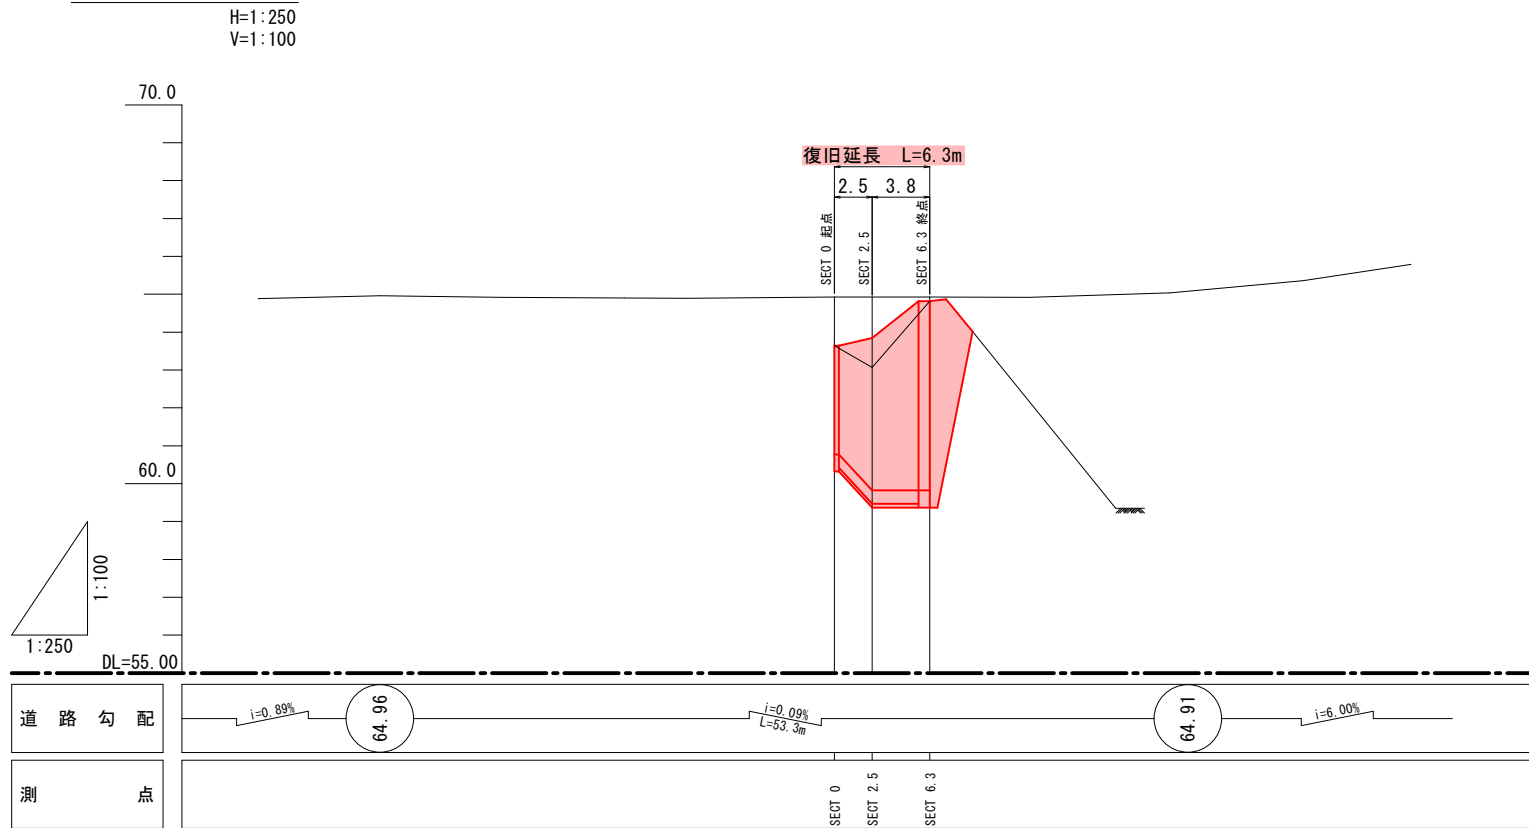 H=1:250
V=1:100
70.0
復旧延長 L=6.3m
2.5 3.8
SECT 0 起点
SECT 2.5
SECT 6.3 終点
60.0
1:100
1:250
DL=55.00
道路勾配
i=0.89%
64.96
i=0.09%
L=53.3m
64.91
i=6.00%
測点
SECT 0
SECT 2.5
SECT 6.3